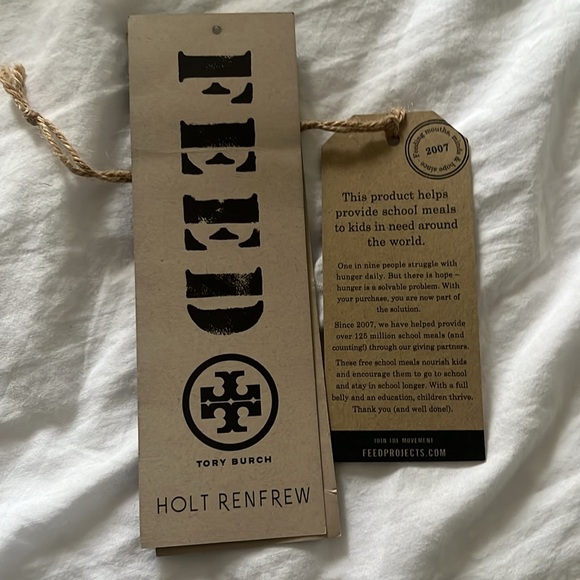 FEED
TORY BURCH
HOLT RENFREW
Feeding mouths, minds & hope since
2007
This product helps
provide school meals
to kids in need around
the world.
One in nine people struggle with
hunger daily. But there is hope –
hunger is a solvable problem. With
your purchase, you are now part of
the solution.
Since 2007, we have helped provide
over 125 million school meals (and
counting!) through our giving partners.
These free school meals nourish kids
and encourage them to go to school
and stay in school longer. With a full
belly and an education, children thrive.
Thank you (and well done!).
JOIN THE MOVEMENT
FEEDPROJECTS.COM